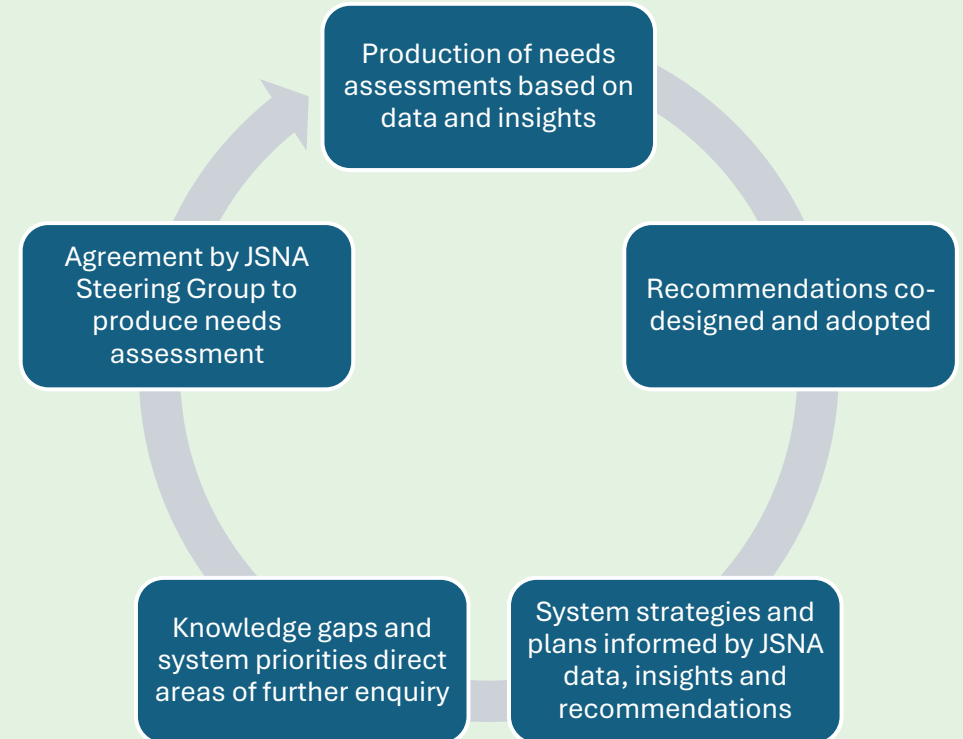 Production of needs
assessments based on
data and insights
Recommendations co-
designed and adopted
System strategies and
plans informed by JSNA
data, insights and
recommendations
Knowledge gaps and
system priorities direct
areas of further enquiry
Agreement by JSNA
Steering Group to
produce needs
assessment